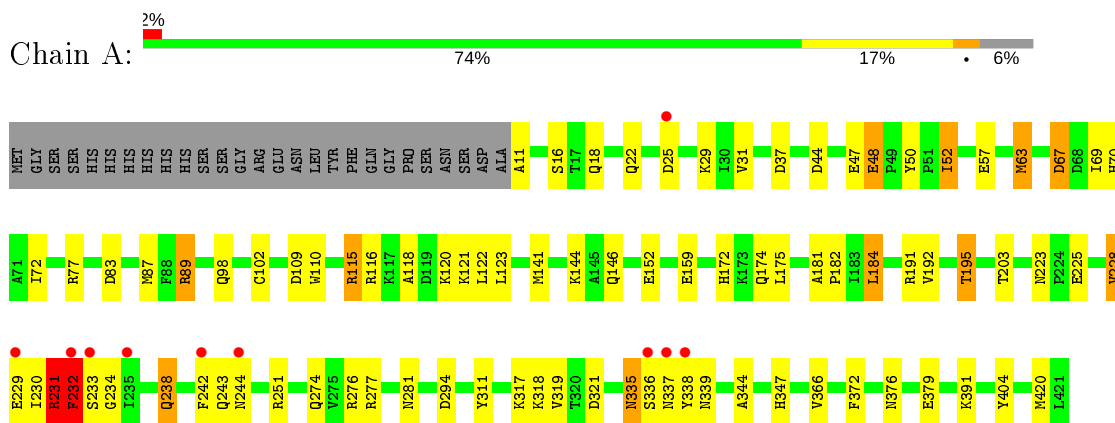 2%
Chain A:
74% 17% • 6%
MET GLY SER SER HIS HIS HIS HIS HIS HIS SER SER GLY ARG GLU ASN LEU TYR PHE GLN GLY PRO SER ASN SER ASP ALA A11 S16 T17 Q18 Q22 D25 K29 I30 V31 D37 D44 E47 E48 P49 Y50 P51 I52 E57 M63 D67 D68 I69 H70
A71 I72 R77 D83 M87 F88 R89 Q98 C102 D109 W110 R115 R116 K117 A118 D119 K120 K121 L122 L123 M141 K144 A145 Q146 E152 E159 H172 K173 Q174 L175 A181 P182 I183 L184 R191 V192 T195 T203 N223 P224 E225
E229 I230 R231 F232 S233 G234 I235 Q238 F242 Q243 N244 R251 Q274 V275 R276 R277 N281 D294 Y311 K317 K318 V319 T320 D321 N335 S336 N337 Y338 N339 A344 H347 V366 F372 N376 E379 K391 Y404 M420 L421